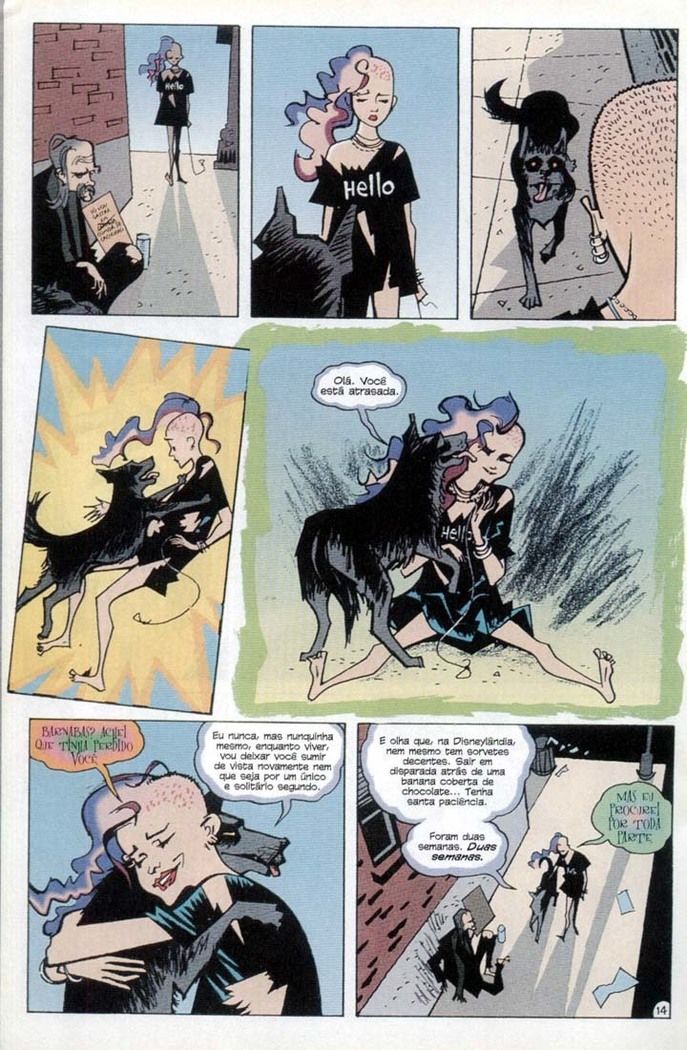 Hello
Hello
Olá. Você
está atrasada.
Hello
BARNABAS? ACHEI
QUE TINHA PERDIDO
VOCÊ
Eu nunca, mas nunquinha
mesmo, enquanto viver,
vou deixar você sumir
de vista novamente nem
que seja por um único
e solitário segundo.
E olha que, na Disneylândia,
nem mesmo tem sorvetes
decentes. Sair em
disparada atrás de uma
banana coberta de
chocolate... Tenha
santa paciência.
Foram duas
semanas. Duas
semanas.
MAS EU
PROCUREI
POR TODA
PARTE
14